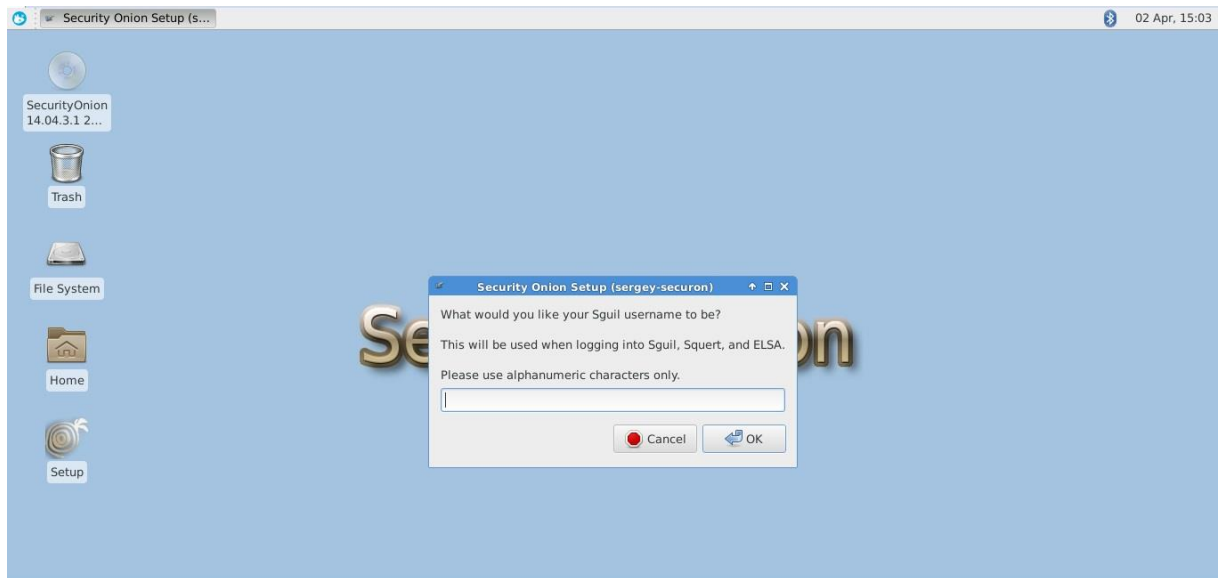 Security Onion Setup (s...
02 Apr, 15:03
SecurityOnion
14.04.3.1 2...
Trash
File System
Home
Setup
Se
on
Security Onion Setup (sergey-securon)
What would you like your Sguil username to be?
This will be used when logging into Sguil, Squert, and ELSA.
Please use alphanumeric characters only.
Cancel
OK